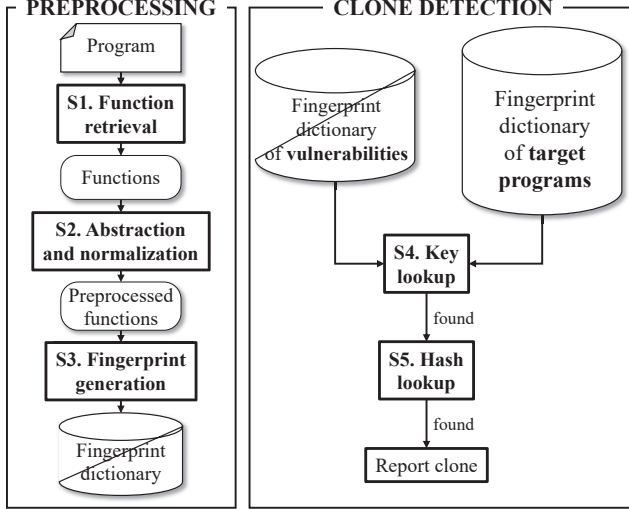 PREPROCESSING
Program
S1. Function
retrieval
Functions
S2. Abstraction
and normalization
Preprocessed
functions
S3. Fingerprint
generation
Fingerprint
dictionary
CLONE DETECTION
Fingerprint
dictionary
of vulnerabilities
Fingerprint
dictionary
of target
programs
S4. Key
lookup
found
S5. Hash
lookup
found
Report clone